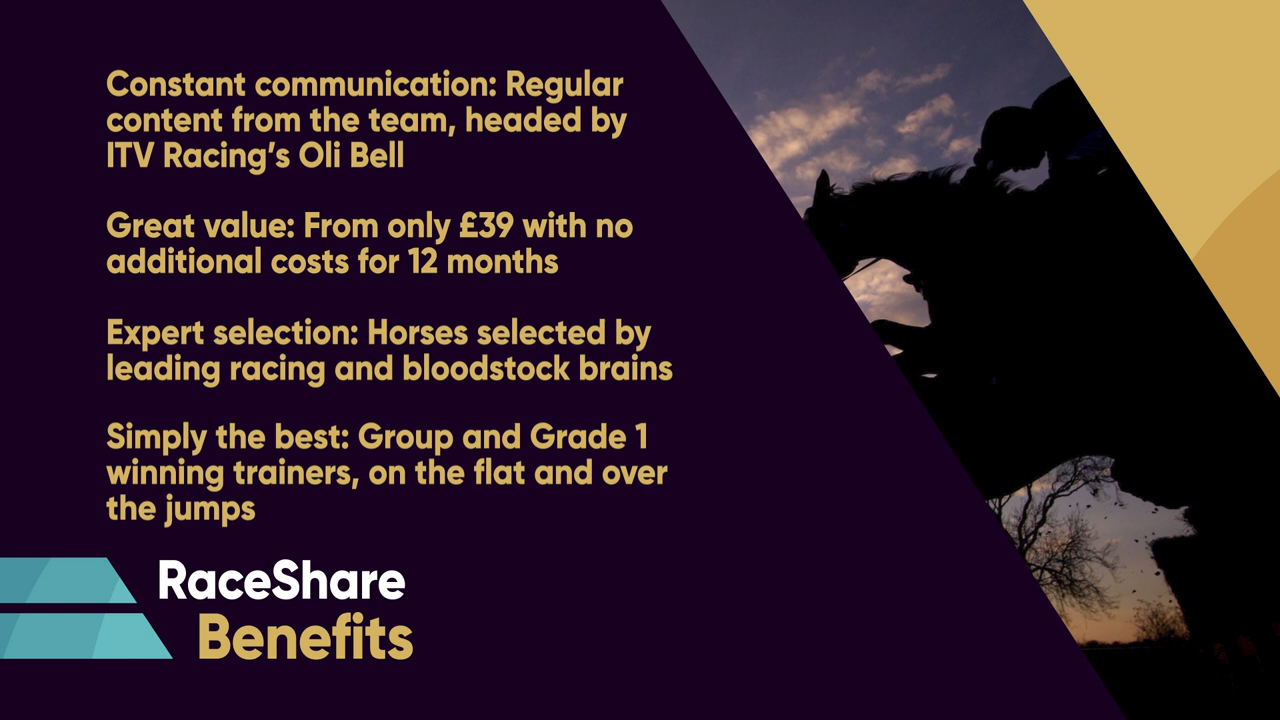 Constant communication: Regular
content from the team, headed by
ITV Racing’s Oli Bell
Great value: From only £39 with no
additional costs for 12 months
Expert selection: Horses selected by
leading racing and bloodstock brains
Simply the best: Group and Grade 1
winning trainers, on the flat and over
the jumps
RaceShare
Benefits